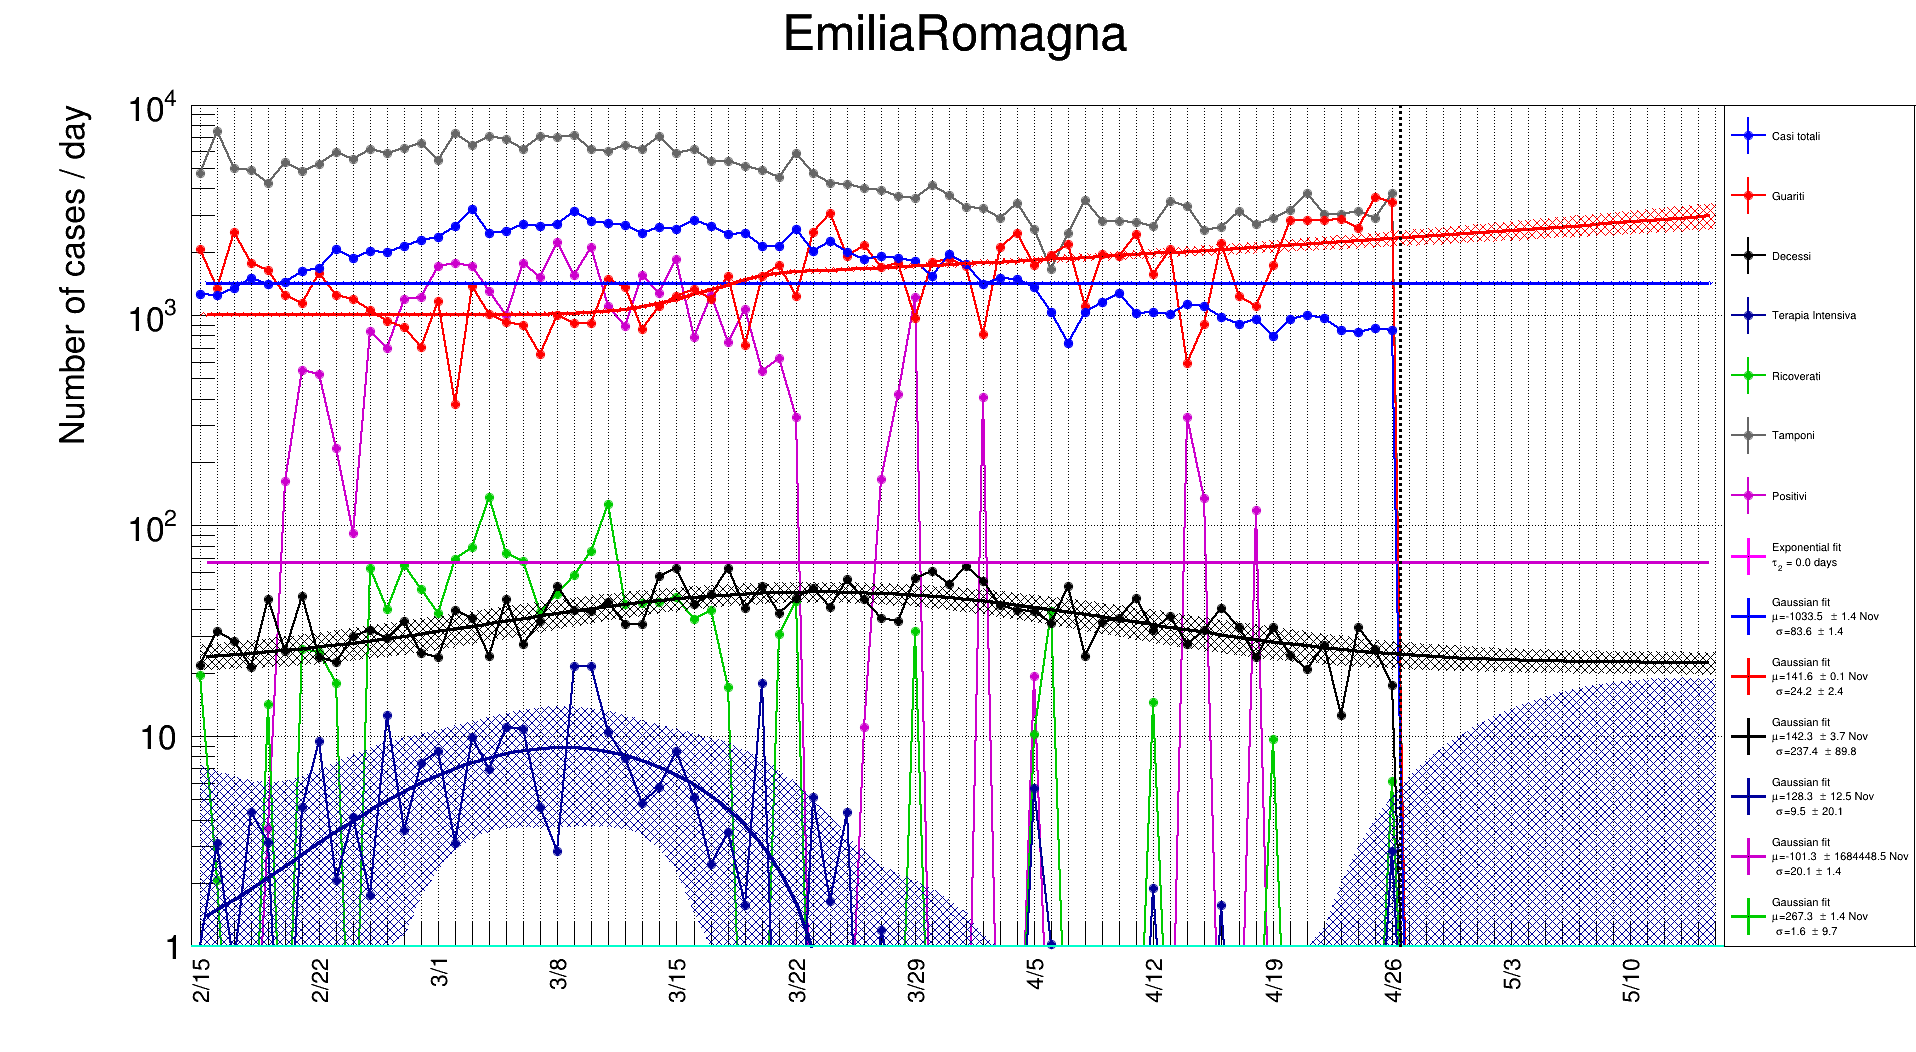 EmiliaRomagna
Number of cases / day
10^4
10^3
10^2
10
1
2/15
2/22
3/1
3/8
3/15
3/22
3/29
4/5
4/12
4/19
4/26
5/3
5/10
Casi totali
Guariti
Decessi
Terapia Intensiva
Ricoverati
Tamponi
Positivi
Exponential fit
τ2 = 0.0 days
Gaussian fit
μ=-1033.5 ± 1.4 Nov
σ=83.6 ± 1.4
Gaussian fit
μ=141.6 ± 0.1 Nov
σ=24.2 ± 2.4
Gaussian fit
μ=142.3 ± 3.7 Nov
σ=237.4 ± 89.8
Gaussian fit
μ=128.3 ± 12.5 Nov
σ=9.5 ± 20.1
Gaussian fit
μ=-101.3 ± 1684448.5 Nov
σ=20.1 ± 1.4
Gaussian fit
μ=267.3 ± 1.4 Nov
σ=1.6 ± 9.7